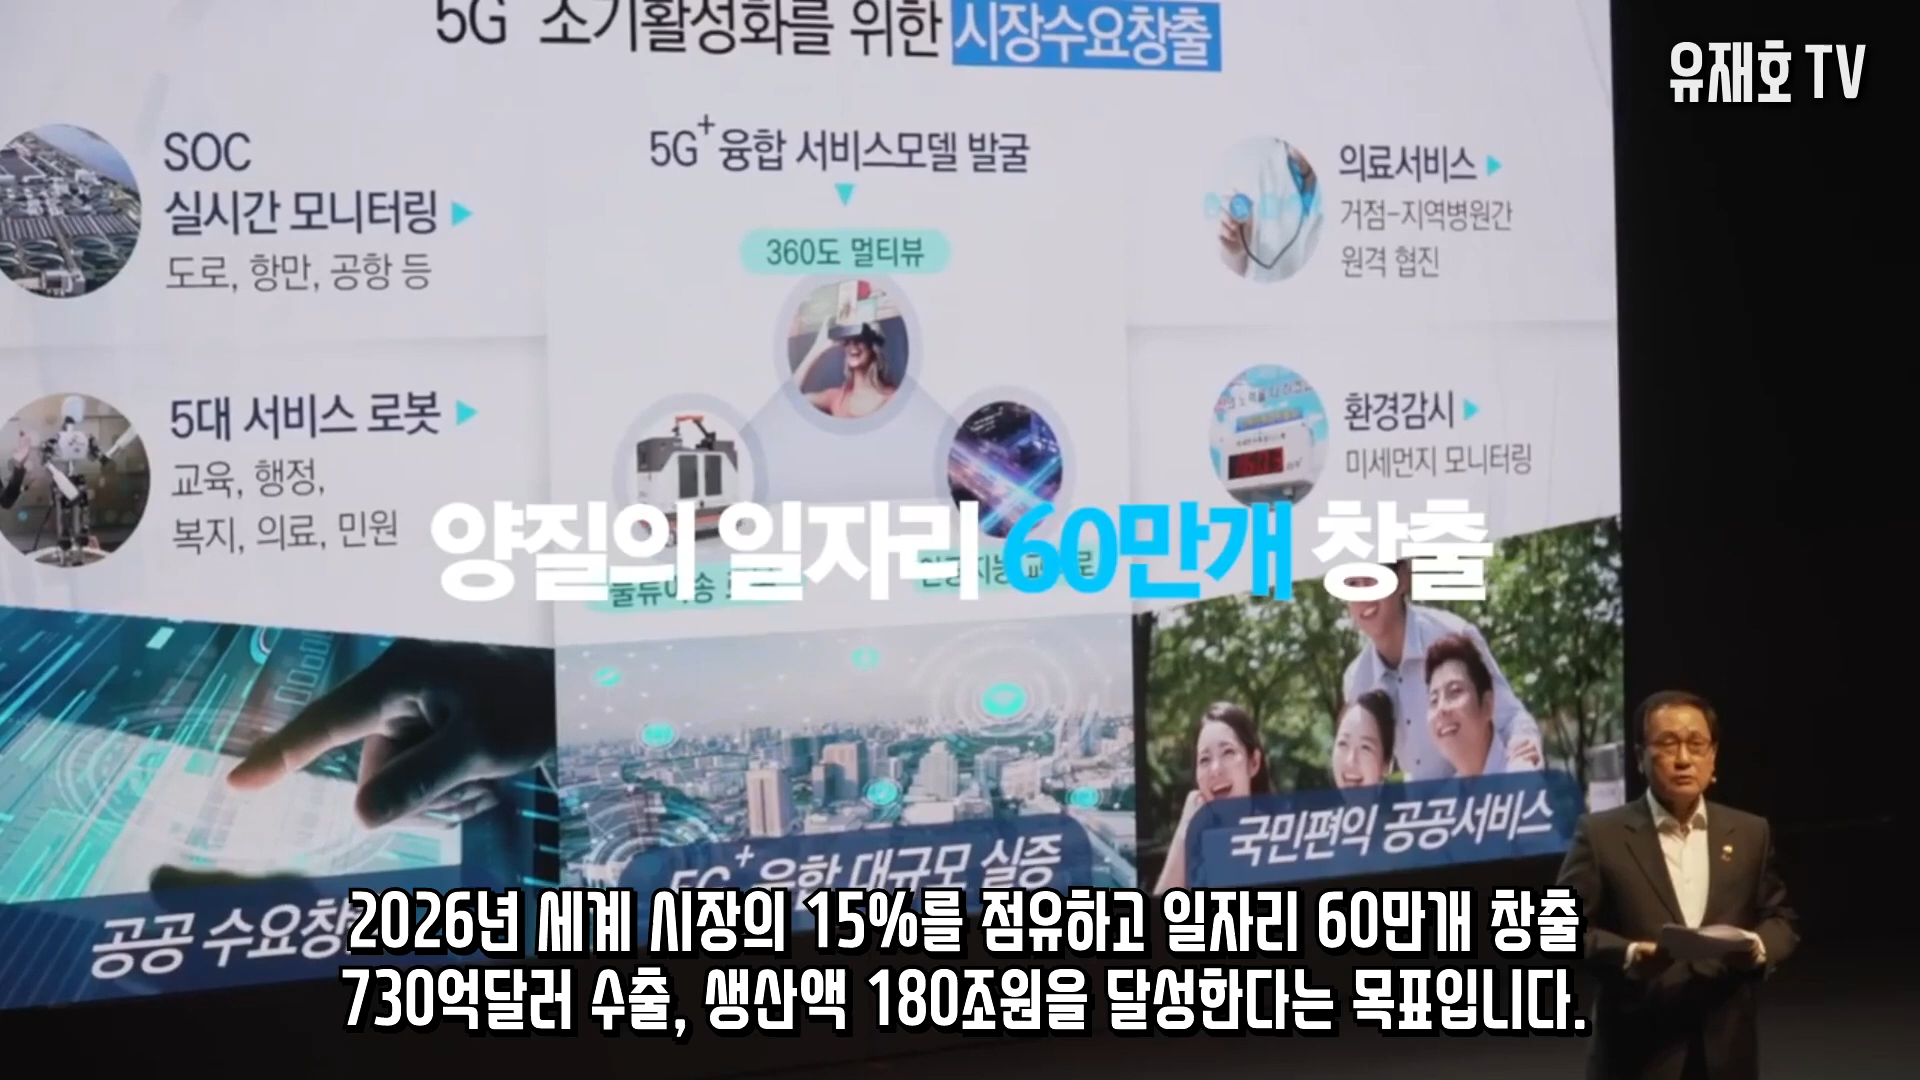 5G+ 조기활성화를 위한 시장수요창출
유재호 TV
SOC
실시간 모니터링
도로, 항만, 공항 등
5G+ 융합 서비스모델 발굴
360도 멀티뷰
의료서비스
거점-지역병원간
원격 협진
5대 서비스 로봇
교육, 행정,
복지, 의료, 민원
환경감시
미세먼지 모니터링
양질의 일자리 60만개 창출
국민편익 공공서비스
5G+ 융합 대규모 실증
공공 수요창
2026년 세계 시장의 15%를 점유하고 일자리 60만개 창출
730억달러 수출, 생산액 180조원을 달성한다는 목표입니다.